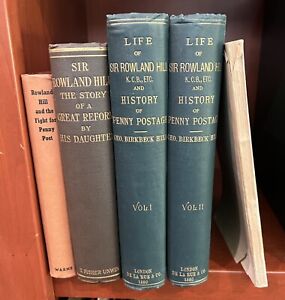 Rowland
Hill
and the
Fight for
Penny
Post
WARNE
SIR
ROWLAND HILL
THE STORY
OF A
GREAT REFORM
BY
HIS DAUGHTER
T. FISHER UNWIN
LIFE
OF
SIR ROWLAND HILL
K.C.B., ETC.
AND
HISTORY
OF
PENNY POSTAGE
GEO. BIRKBECK HILL
VOL I
LONDON
DE LA RUE & CO.
1880
LIFE
OF
SIR ROWLAND HILL
K.C.B., ETC.
AND
HISTORY
OF
PENNY POSTAGE
GEO. BIRKBECK HILL
VOL II
LONDON
DE LA RUE & CO.
1880